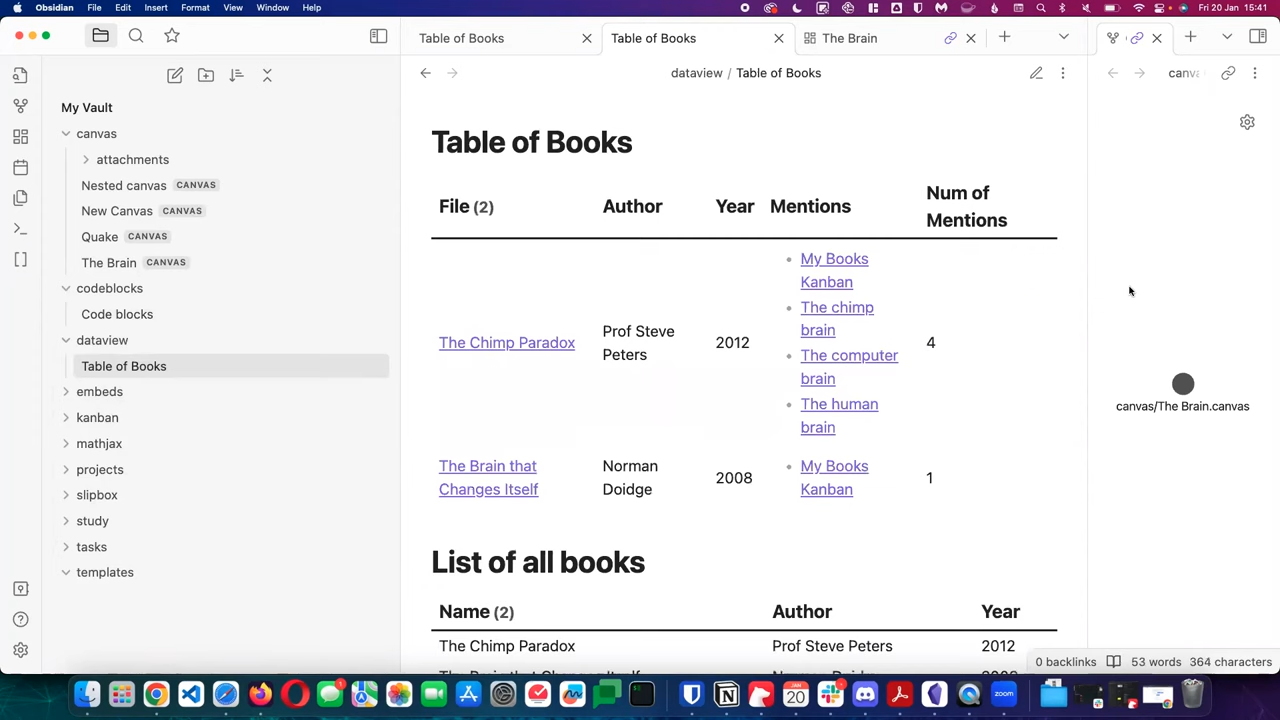 Obsidian File Edit Insert Format View Window Help Fri 20 Jan 15:41
Table of Books
Table of Books
The Brain
canva
dataview / Table of Books
My Vault
canvas
attachments
Nested canvas CANVAS
New Canvas CANVAS
Quake CANVAS
The Brain CANVAS
codeblocks
Code blocks
dataview
Table of Books
embeds
kanban
mathjax
projects
slipbox
study
tasks
templates
Table of Books
File (2) Author Year Mentions Num of
Mentions
My Books
Kanban
The chimp
brain
The Chimp Paradox Prof Steve
Peters 2012 4
The computer
brain
The human
brain
The Brain that
Changes Itself Norman
Doidge 2008 My Books
Kanban 1
List of all books
Name (2) Author Year
The Chimp Paradox Prof Steve Peters 2012
canvas/The Brain.canvas
0 backlinks 53 words 364 characters
JAN
20
zoom